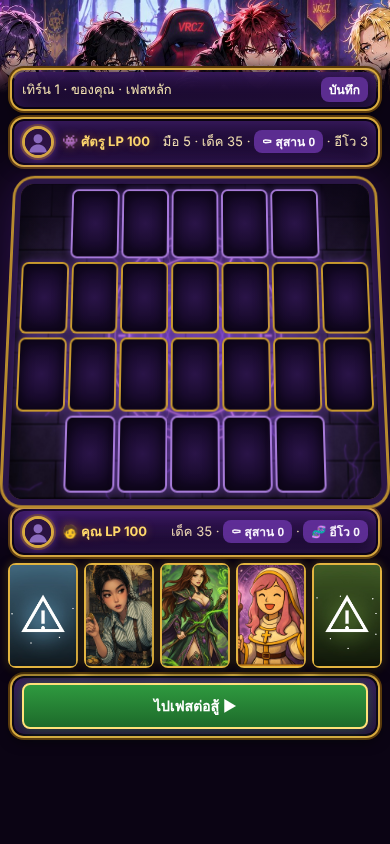 VRCZ
VRCZ
เทิร์น 1 · ของคุณ · เฟสหลัก
บันทึก
ศัตรู LP 100 มือ 5 · เด็ค 35 · สุสาน 0 · อีโว 3
คุณ LP 100 เด็ค 35 · สุสาน 0 · อีโว 0
ไปเฟสต่อสู้ ▶